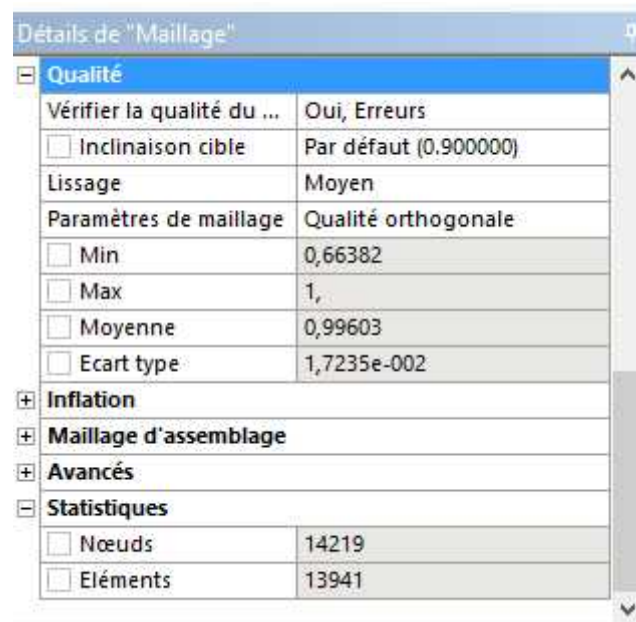 Détails de "Maillage"
Qualité
Vérifier la qualité du ... Oui, Erreurs
Inclinaison cible Par défaut (0.900000)
Lissage Moyen
Paramètres de maillage Qualité orthogonale
Min 0,66382
Max 1,
Moyenne 0,99603
Ecart type 1,7235e-002
Inflation
Maillage d'assemblage
Avancés
Statistiques
Nœuds 14219
Eléments 13941